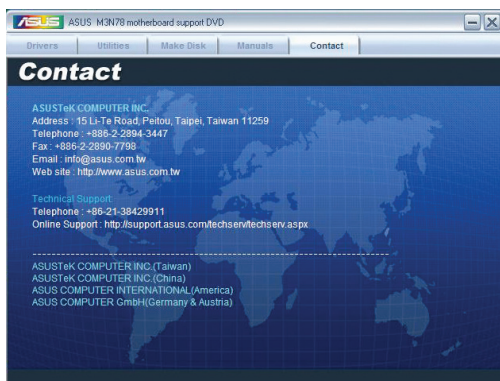 ASUS ASUS M3N78 motherboard support DVD
Drivers Utilities Make Disk Manuals Contact
Contact
ASUSTeK COMPUTER INC.
Address : 15 Li-Te Road, Peitou, Taipei, Taiwan 11259
Telephone : +886-2-2894-3447
Fax : +886-2-2890-7798
Email : info@asus.com.tw
Web site : http://www.asus.com.tw
Technical Support
Telephone : +86-21-38429911
Online Support : http://support.asus.com/techserv/techserv.aspx
ASUSTeK COMPUTER INC.(Taiwan)
ASUSTeK COMPUTER INC.(China)
ASUS COMPUTER INTERNATIONAL(America)
ASUS COMPUTER GmbH(Germany & Austria)